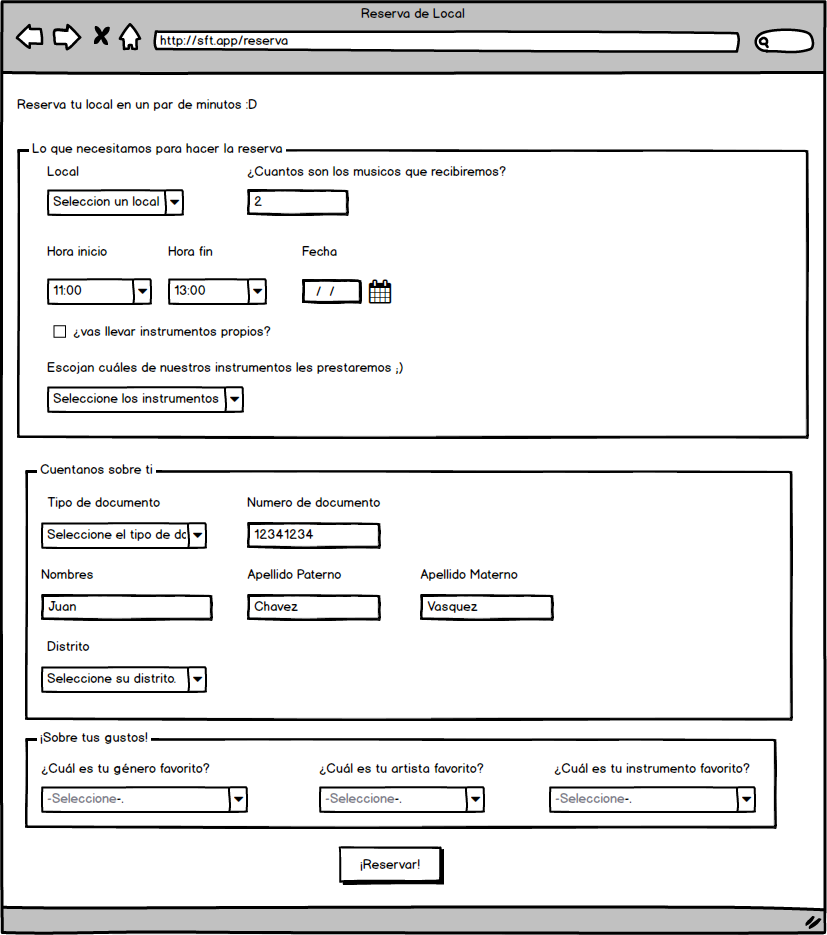 Reserva de Local
http://sft.app/reserva
Reserva tu local en un par de minutos :D
Lo que necesitamos para hacer la reserva
Local ¿Cuantos son los musicos que recibiremos?
Seleccion un local 2
Hora inicio Hora fin Fecha
11:00 13:00 / /
¿vas llevar instrumentos propios?
Escojan cuáles de nuestros instrumentos les prestaremos ;)
Seleccione los instrumentos
Cuentanos sobre ti
Tipo de documento Numero de documento
Seleccione el tipo de do 12341234
Nombres Apellido Paterno Apellido Materno
Juan Chavez Vasquez
Distrito
Seleccione su distrito.
¡Sobre tus gustos!
¿Cuál es tu género favorito? ¿Cuál es tu artista favorito? ¿Cuál es tu instrumento favorito?
-Seleccione-. -Seleccione-. -Seleccione-.
¡Reservar!